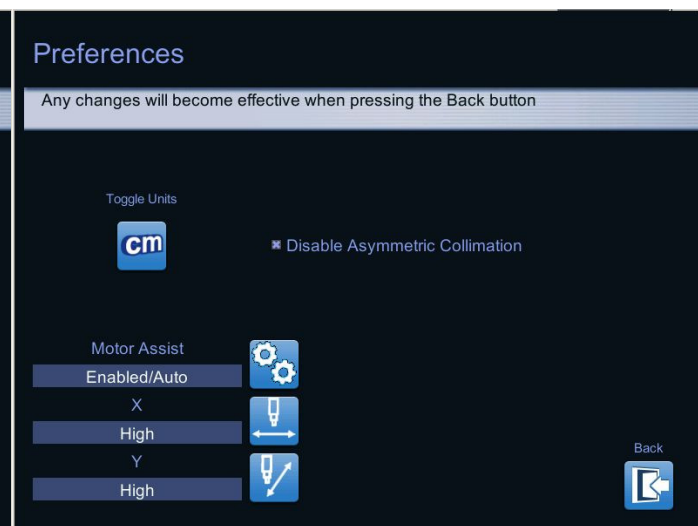 Preferences
Any changes will become effective when pressing the Back button
Toggle Units
cm
Disable Asymmetric Collimation
Motor Assist
Enabled/Auto
X
High
Y
High
Back